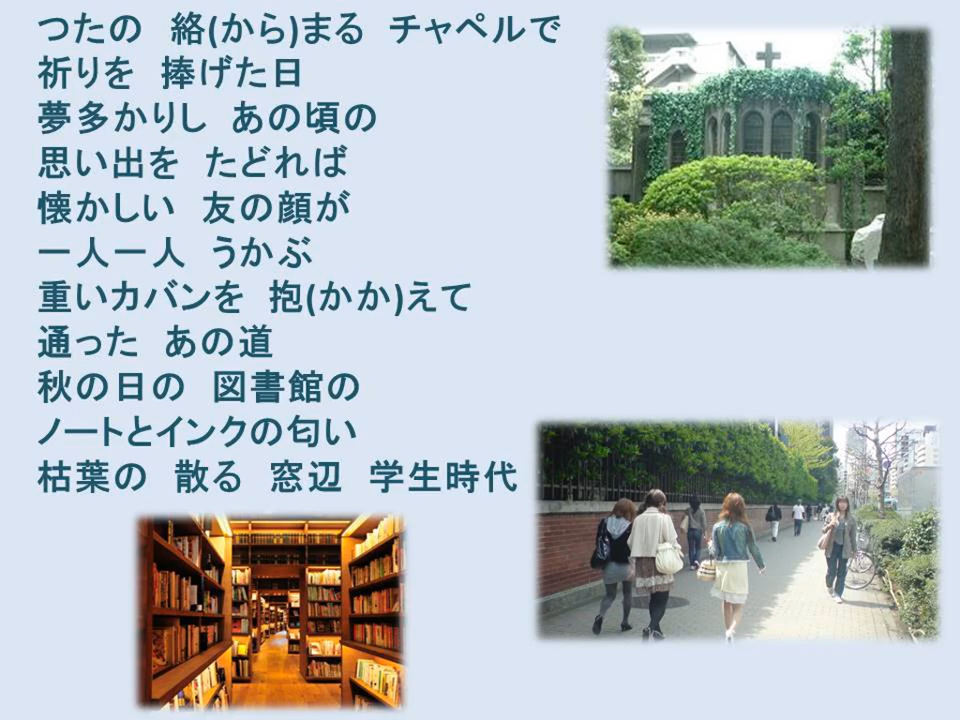 つたの　絡(から)まる　チャペルで
祈りを　捧げた日
夢多かりし　あの頃の
思い出を　たどれば
懐かしい　友の顔が
一人一人　うかぶ
重いカバンを　抱(かか)えて
通った　あの道
秋の日の　図書館の
ノートとインクの匂い
枯葉の　散る　窓辺　学生時代